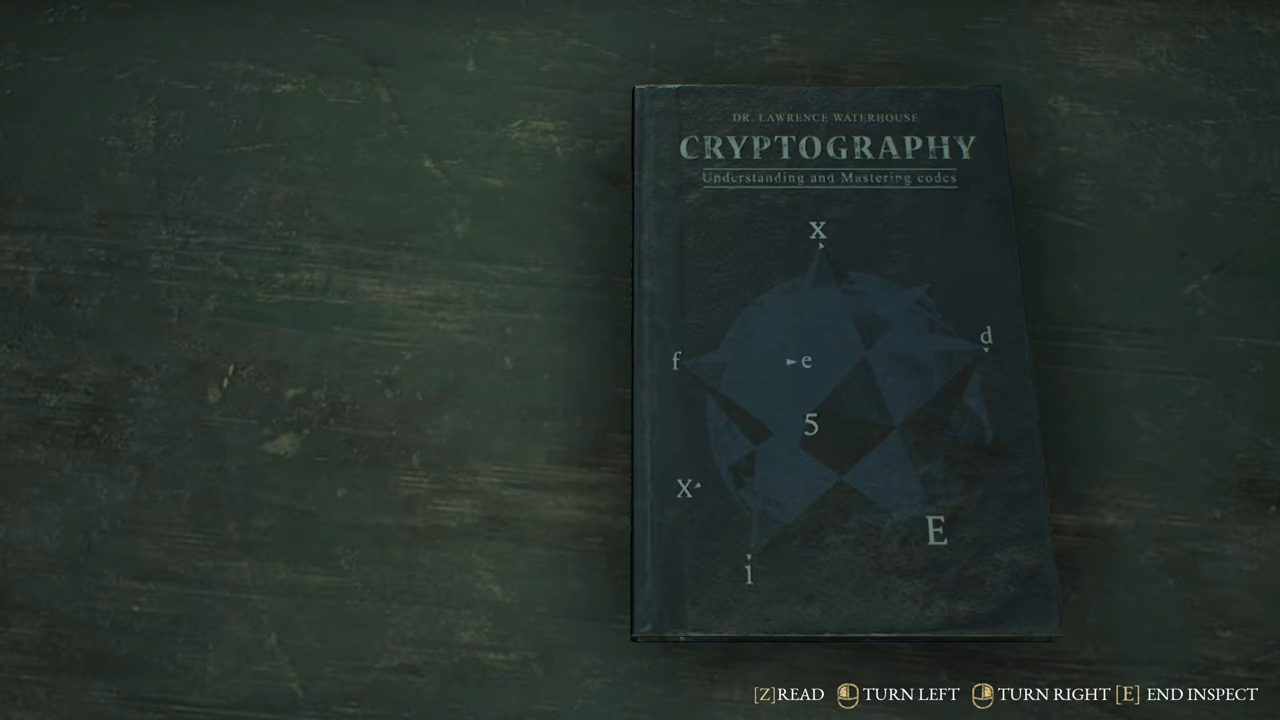 DR. LAWRENCE WATERHOUSE
CRYPTOGRAPHY
Understanding and Mastering codes
X
d
f
e
5
X
E
i
[Z]READ TURN LEFT TURN RIGHT [E] END INSPECT